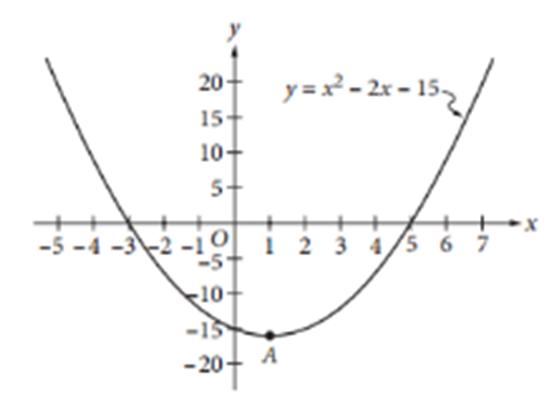 y
20
y = x² – 2x – 15
15
10
5
x
–5 –4 –3 –2 –1 O 1 2 3 4 5 6 7
–5
–10
–15
A
–20